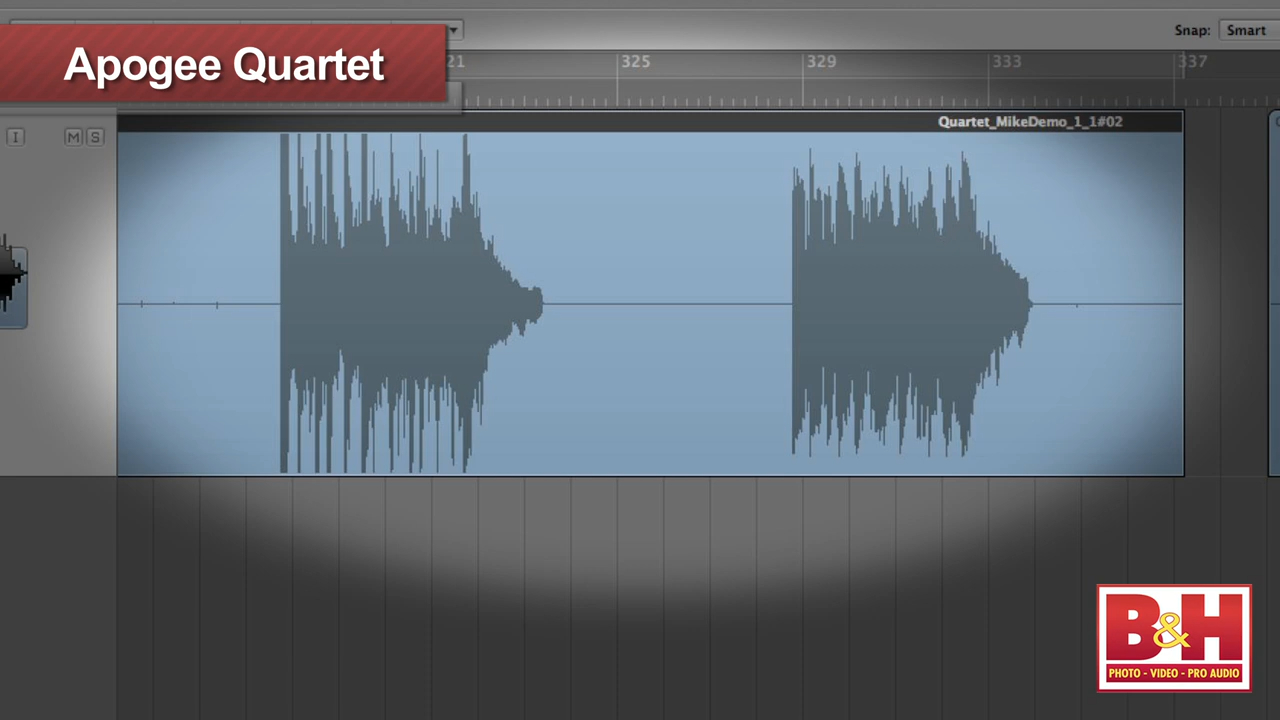 Apogee Quartet
Snap: Smart
21 325 329 333 337
Quartet_MikeDemo_1_1#02
I M S
B&H
PHOTO - VIDEO - PRO AUDIO